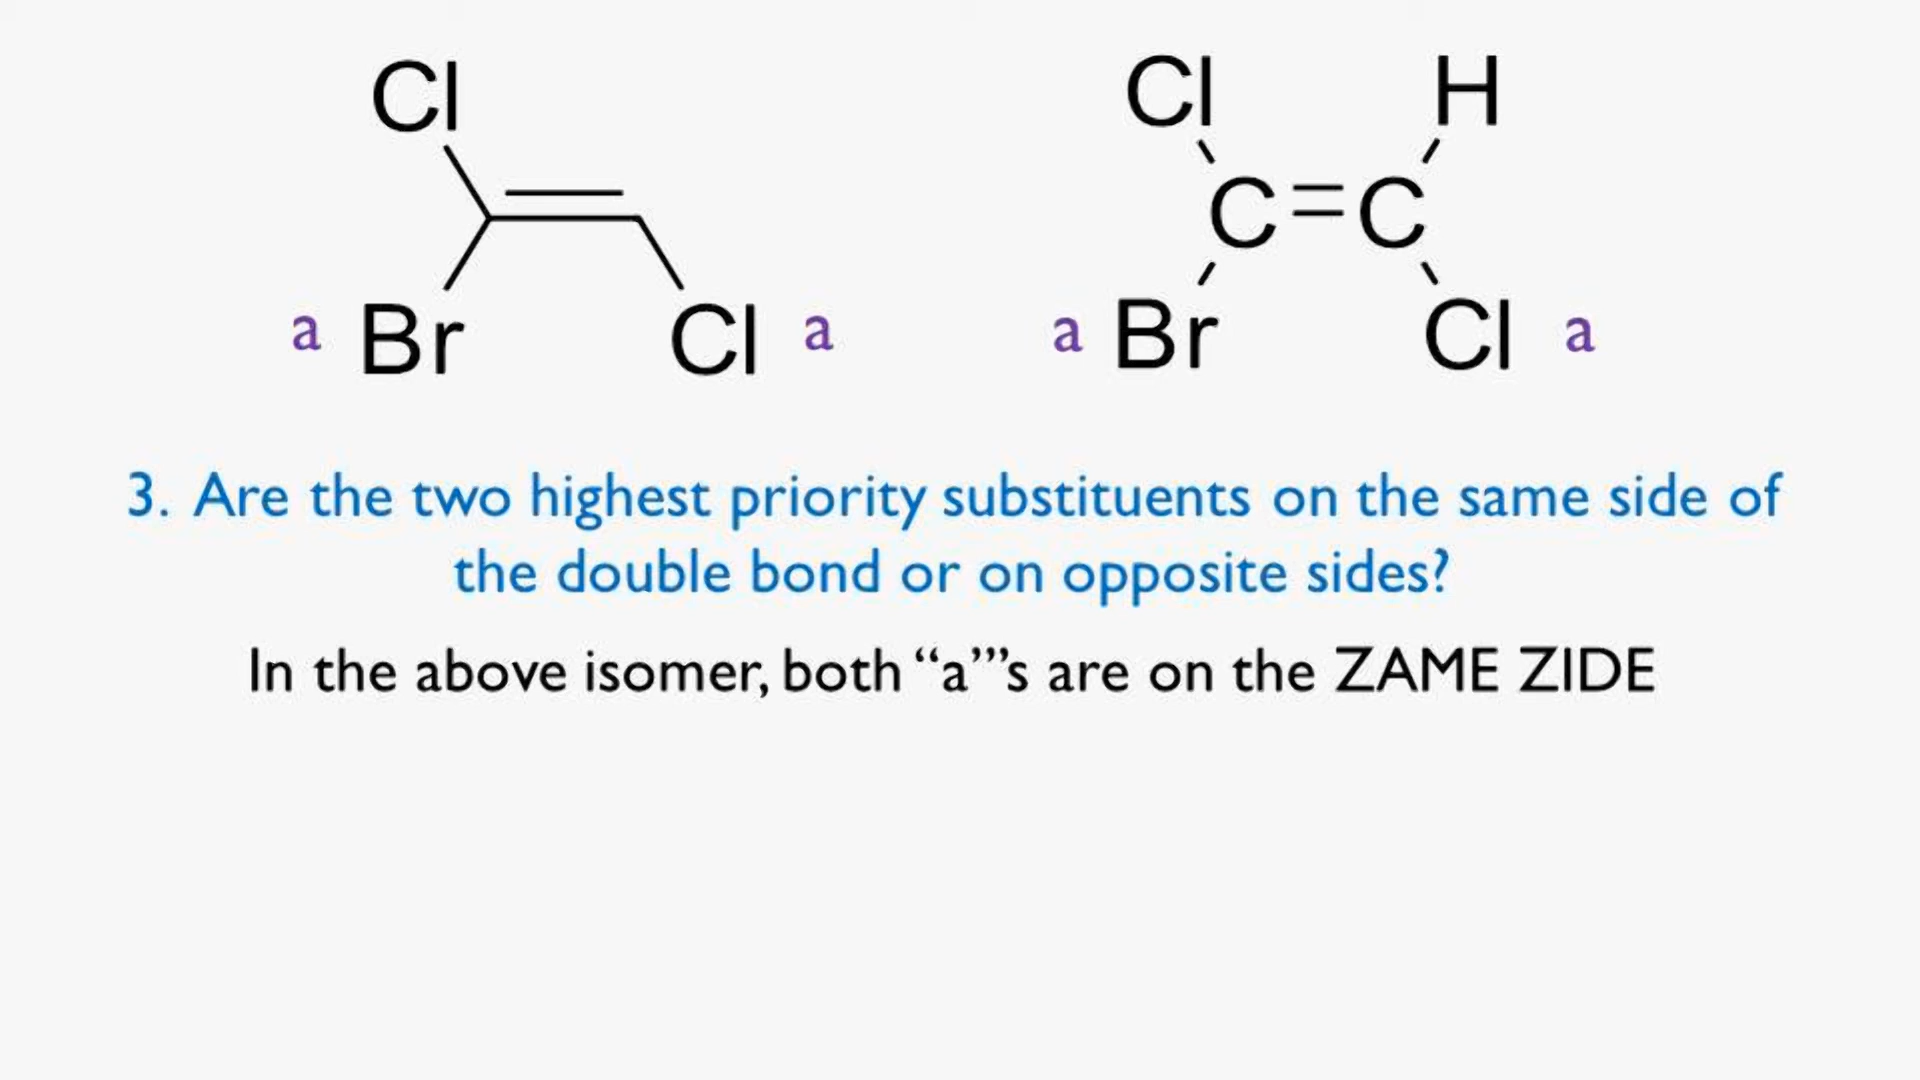 Cl Cl H
C=C
a Br Cl a a Br Cl a
3. Are the two highest priority substituents on the same side of
the double bond or on opposite sides?
In the above isomer, both “a”’s are on the ZAME ZIDE